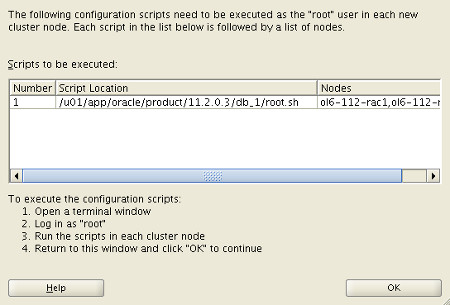 The following configuration scripts need to be executed as the "root" user in each new
cluster node. Each script in the list below is followed by a list of nodes.
Scripts to be executed:
Number Script Location Nodes
1 /u01/app/oracle/product/11.2.0.3/db_1/root.sh ol6-112-rac1,ol6-112-r
To execute the configuration scripts:
1. Open a terminal window
2. Log in as "root"
3. Run the scripts in each cluster node
4. Return to this window and click "OK" to continue
Help OK